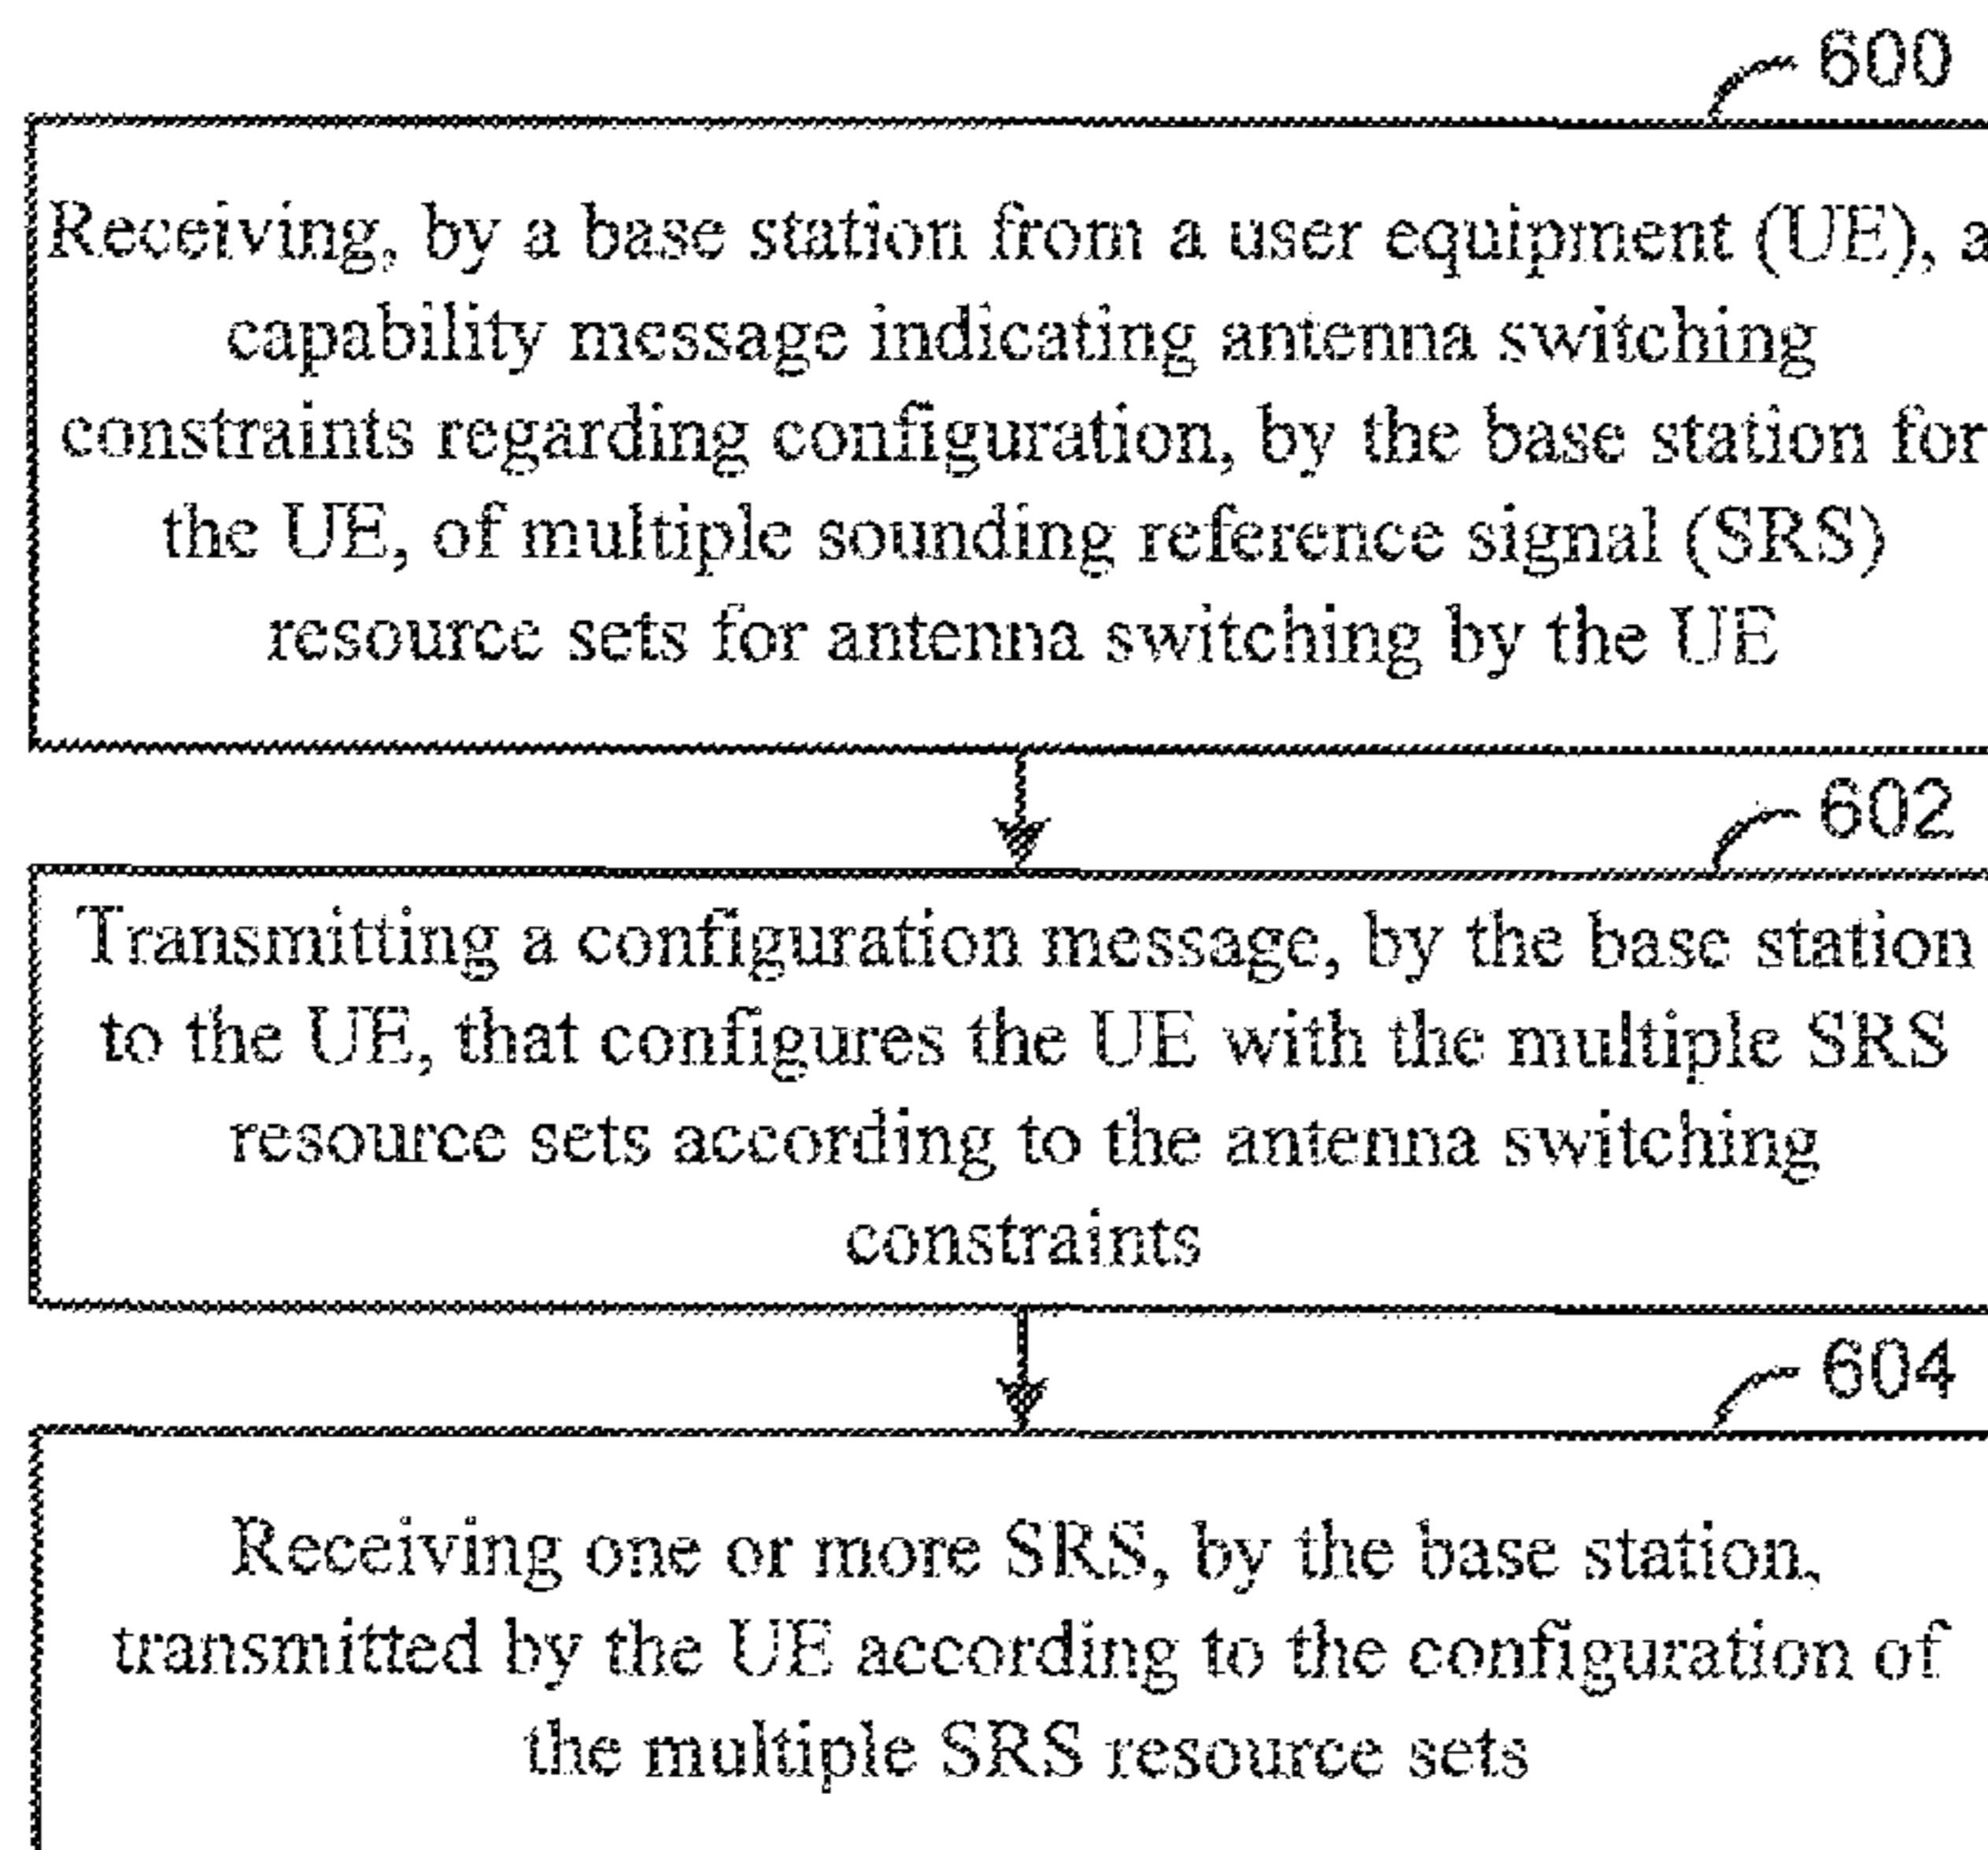 600
Receiving, by a base station from a user equipment (UE), a
capability message indicating antenna switching
constraints regarding configuration, by the base station for
the UE, of multiple sounding reference signal (SRS)
resource sets for antenna switching by the UE
602
Transmitting a configuration message, by the base station
to the UE, that configures the UE with the multiple SRS
resource sets according to the antenna switching
constraints
604
Receiving one or more SRS, by the base station,
transmitted by the UE according to the configuration of
the multiple SRS resource sets